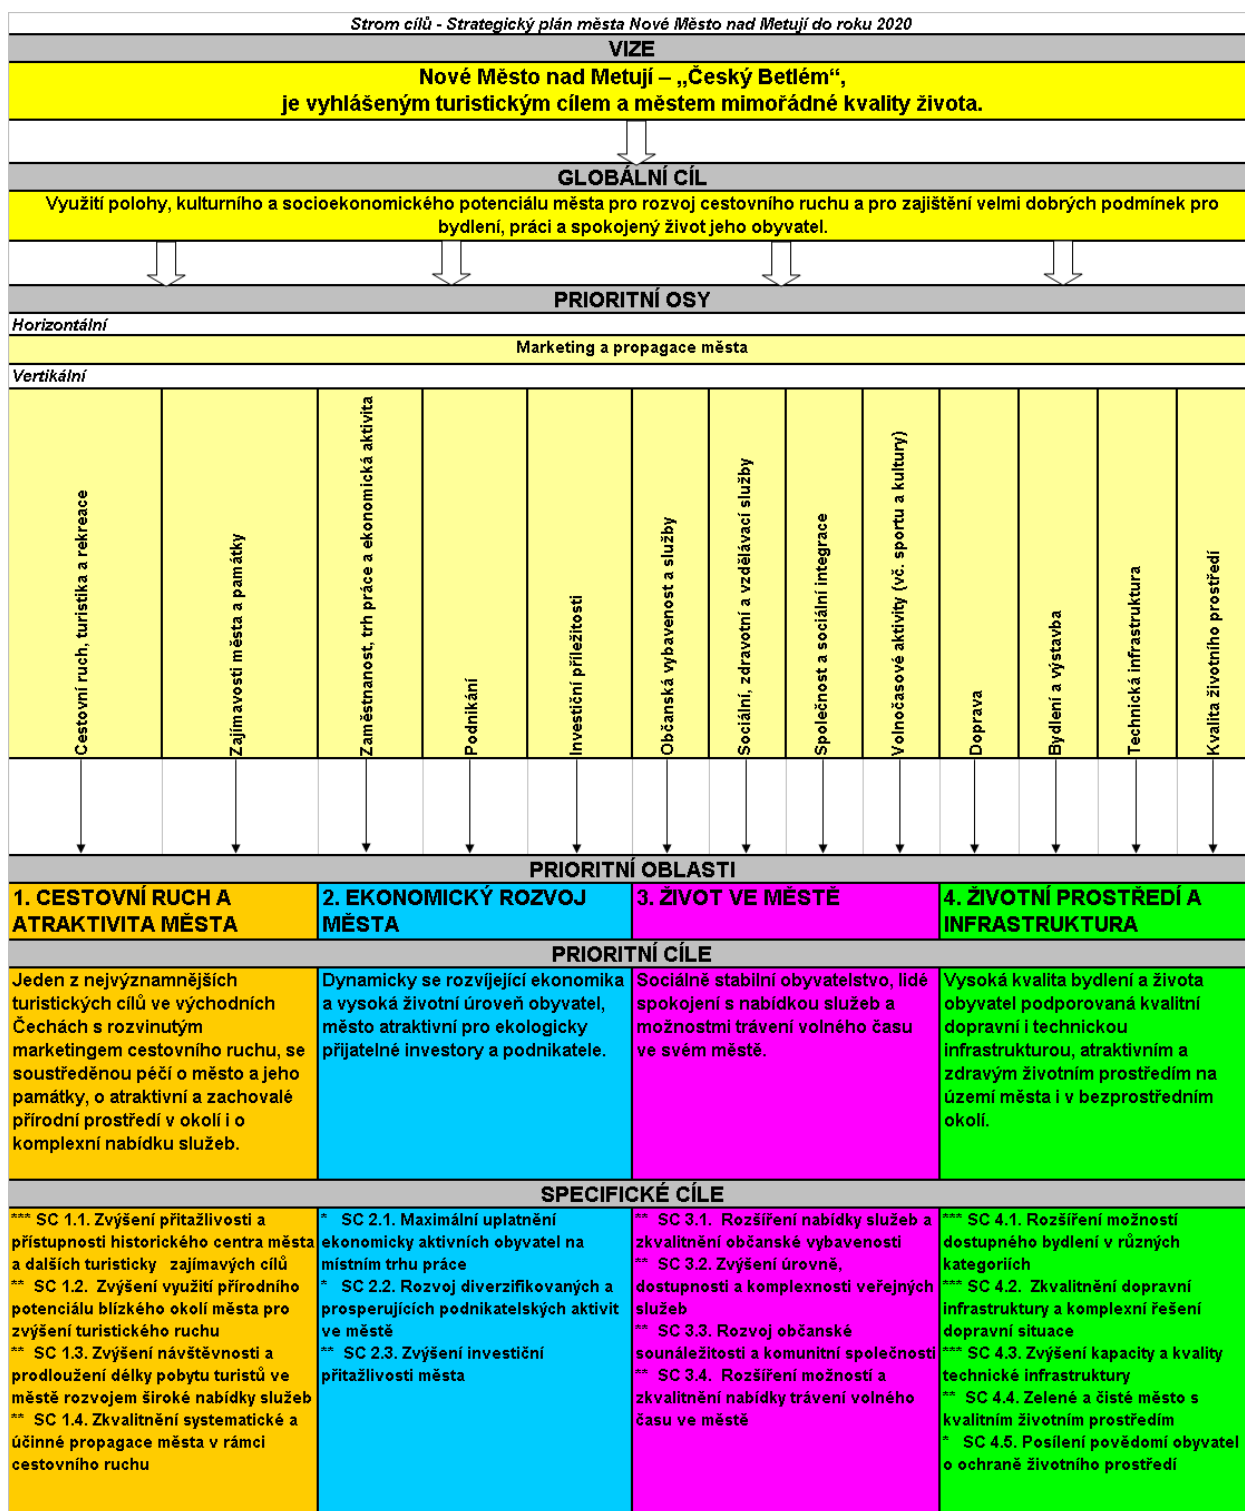 Strom cílů - Strategický plán města Nové Město nad Metují do roku 2020
VIZE
Nové Město nad Metují – „Český Betlém“,
je vyhlášeným turistickým cílem a městem mimořádné kvality života.
GLOBÁLNÍ CÍL
Využití polohy, kulturního a socioekonomického potenciálu města pro rozvoj cestovního ruchu a pro zajištění velmi dobrých podmínek pro
bydlení, práci a spokojený život jeho obyvatel.
PRIORITNÍ OSY
Horizontální
Marketing a propagace města
Vertikální
Cestovní ruch, turistika a rekreace
Zajímavosti města a památky
Zaměstnanost, trh práce a ekonomická aktivita
Podnikání
Investiční příležitosti
Občanská vybavenost a služby
Sociální, zdravotní a vzdělávací služby
Společnost a sociální integrace
Volnočasové aktivity (vč. sportu a kultury)
Doprava
Bydlení a výstavba
Technická infrastruktura
Kvalita životního prostředí
PRIORITNÍ OBLASTI
1. CESTOVNÍ RUCH A
ATRAKTIVITA MĚSTA
2. EKONOMICKÝ ROZVOJ
MĚSTA
3. ŽIVOT VE MĚSTĚ
4. ŽIVOTNÍ PROSTŘEDÍ A
INFRASTRUKTURA
PRIORITNÍ CÍLE
Jeden z nejvýznamnějších
turistických cílů ve východních
Čechách s rozvinutým
marketingem cestovního ruchu, se
soustředěnou péčí o město a jeho
památky, o atraktivní a zachovalé
přírodní prostředí v okolí i o
komplexní nabídku služeb.
Dynamicky se rozvíjející ekonomika
a vysoká životní úroveň obyvatel,
město atraktivní pro ekologicky
přijatelné investory a podnikatele.
Sociálně stabilní obyvatelstvo, lidé
spokojení s nabídkou služeb a
možnostmi trávení volného času
ve svém městě.
Vysoká kvalita bydlení a života
obyvatel podporovaná kvalitní
dopravní i technickou
infrastrukturou, atraktivním a
zdravým životním prostředím na
území města i v bezprostředním
okolí.
SPECIFICKÉ CÍLE
*** SC 1.1. Zvýšení přitažlivosti a
přístupnosti historického centra města
a dalších turisticky zajímavých cílů
** SC 1.2. Zvýšení využití přírodního
potenciálu blízkého okolí města pro
zvýšení turistického ruchu
** SC 1.3. Zvýšení návštěvnosti a
prodloužení délky pobytu turistů ve
městě rozvojem široké nabídky služeb
** SC 1.4. Zkvalitnění systematické a
účinné propagace města v rámci
cestovního ruchu
* SC 2.1. Maximální uplatnění
ekonomicky aktivních obyvatel na
místním trhu práce
* SC 2.2. Rozvoj diverzifikovaných a
prosperujících podnikatelských aktivit
ve městě
** SC 2.3. Zvýšení investiční
přitažlivosti města
** SC 3.1. Rozšíření nabídky služeb a
zkvalitnění občanské vybavenosti
** SC 3.2. Zvýšení úrovně,
dostupnosti a komplexnosti veřejných
služeb
** SC 3.3. Rozvoj občanské
sounáležitosti a komunitní společnosti
** SC 3.4. Rozšíření možností a
zkvalitnění nabídky trávení volného
času ve městě
*** SC 4.1. Rozšíření možností
dostupného bydlení v různých
kategoriích
*** SC 4.2. Zkvalitnění dopravní
infrastruktury a komplexní řešení
dopravní situace
*** SC 4.3. Zvýšení kapacity a kvality
technické infrastruktury
** SC 4.4. Zelené a čisté město s
kvalitním životním prostředím
* SC 4.5. Posílení povědomí obyvatel
o ochraně životního prostředí